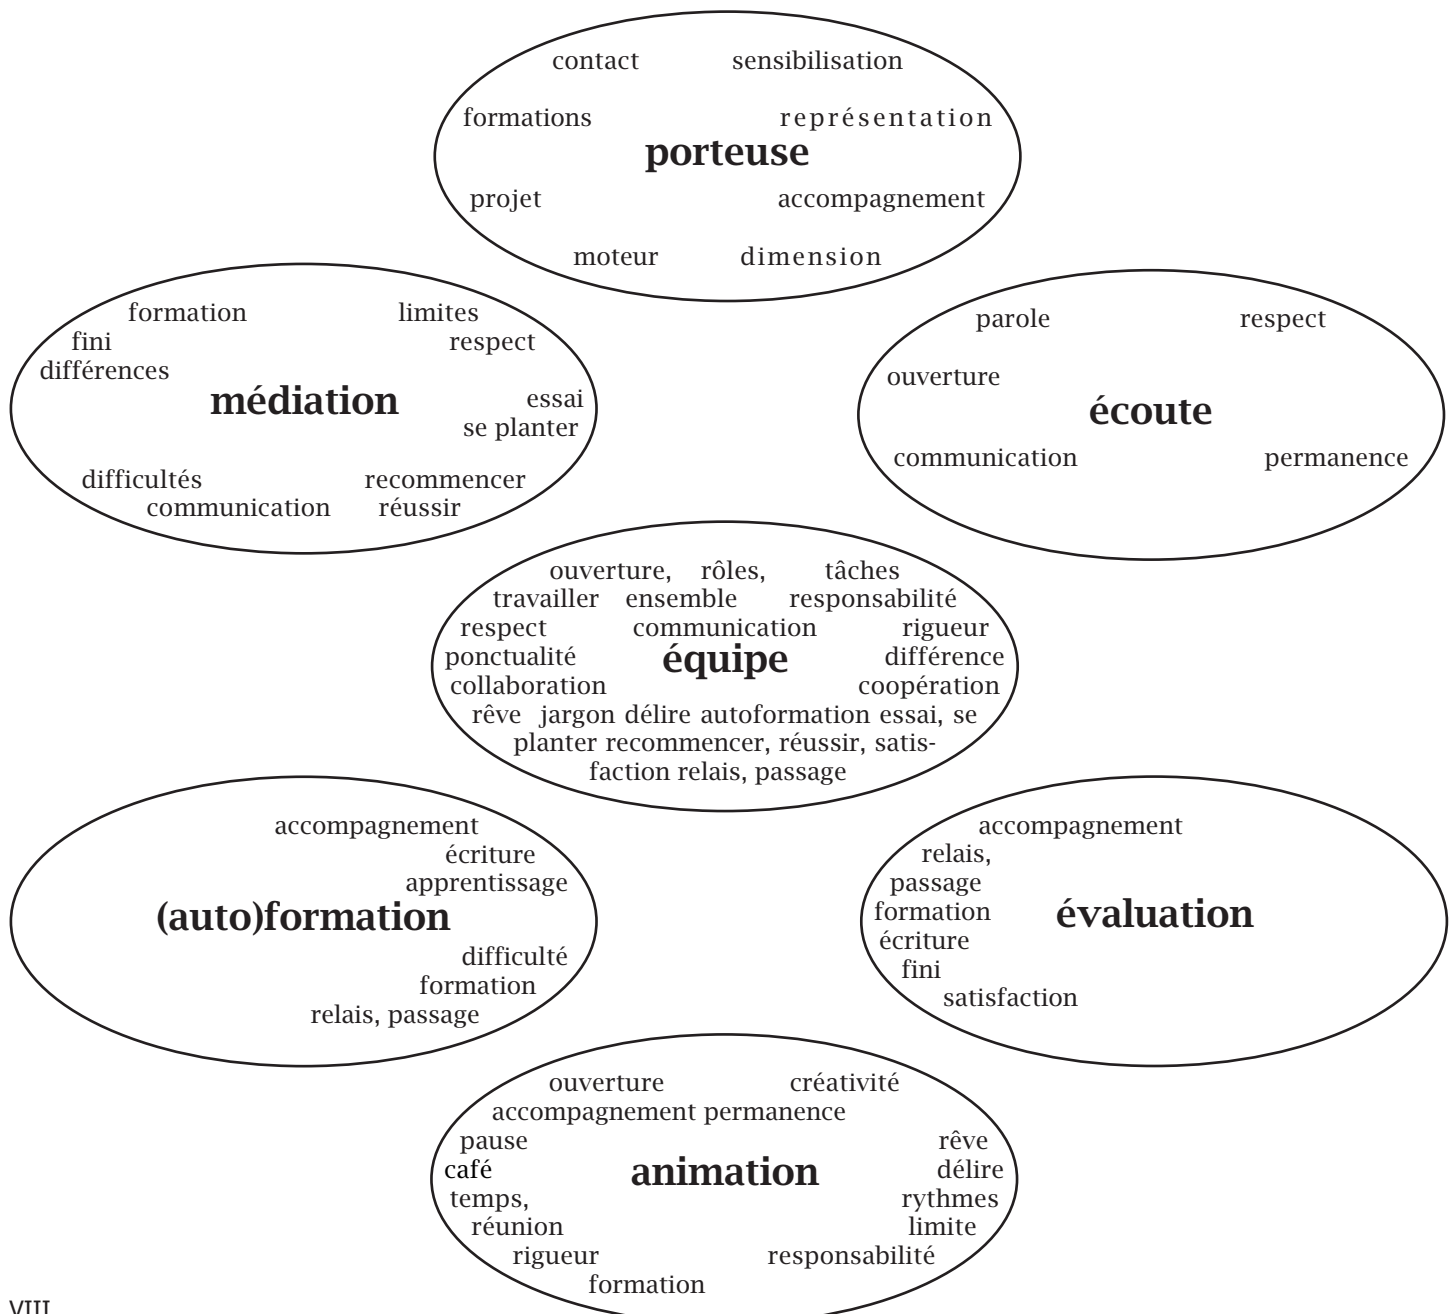 contact sensibilisation
formations représentation
porteuse
projet accompagnement
moteur dimension
formation limites
fini respect
différences
médiation
essai
se planter
difficultés recommencer
communication réussir
parole respect
ouverture
écoute
communication permanence
ouverture, rôles, tâches
travailler ensemble responsabilité
respect communication rigueur
ponctualité équipe différence
collaboration coopération
rêve jargon délire autoformation essai, se
planter recommencer, réussir, satis-
faction relais, passage
accompagnement
écriture
apprentissage
(auto)formation
difficulté
formation
relais, passage
accompagnement
relais,
passage
formation
évaluation
écriture
fini
satisfaction
ouverture créativité
accompagnement permanence
pause rêve
café animation délire
temps, rythmes
réunion limite
rigueur responsabilité
formation
VIII